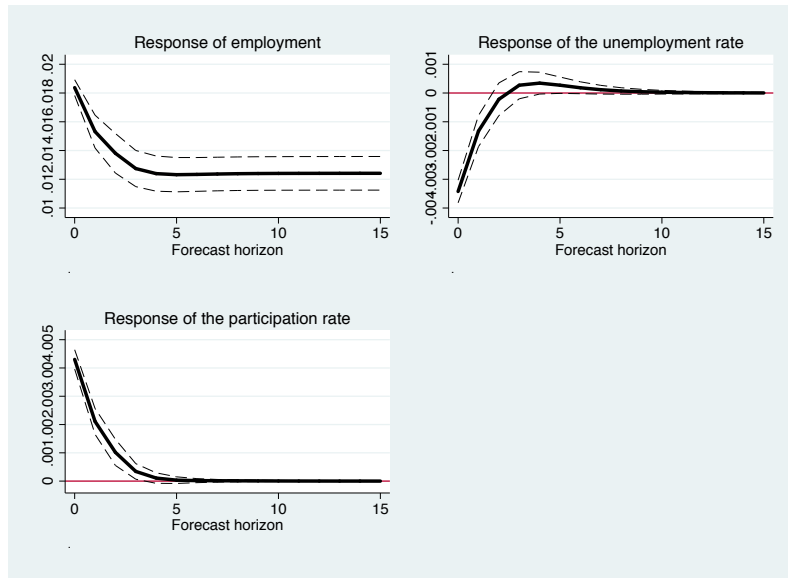 Response of employment
.01 .012 .014 .016 .018 .02
0 5 10 15
Forecast horizon
Response of the unemployment rate
-.004 -.003 -.002 -.001 0 .001
0 5 10 15
Forecast horizon
Response of the participation rate
0 .001 .002 .003 .004 .005
0 5 10 15
Forecast horizon